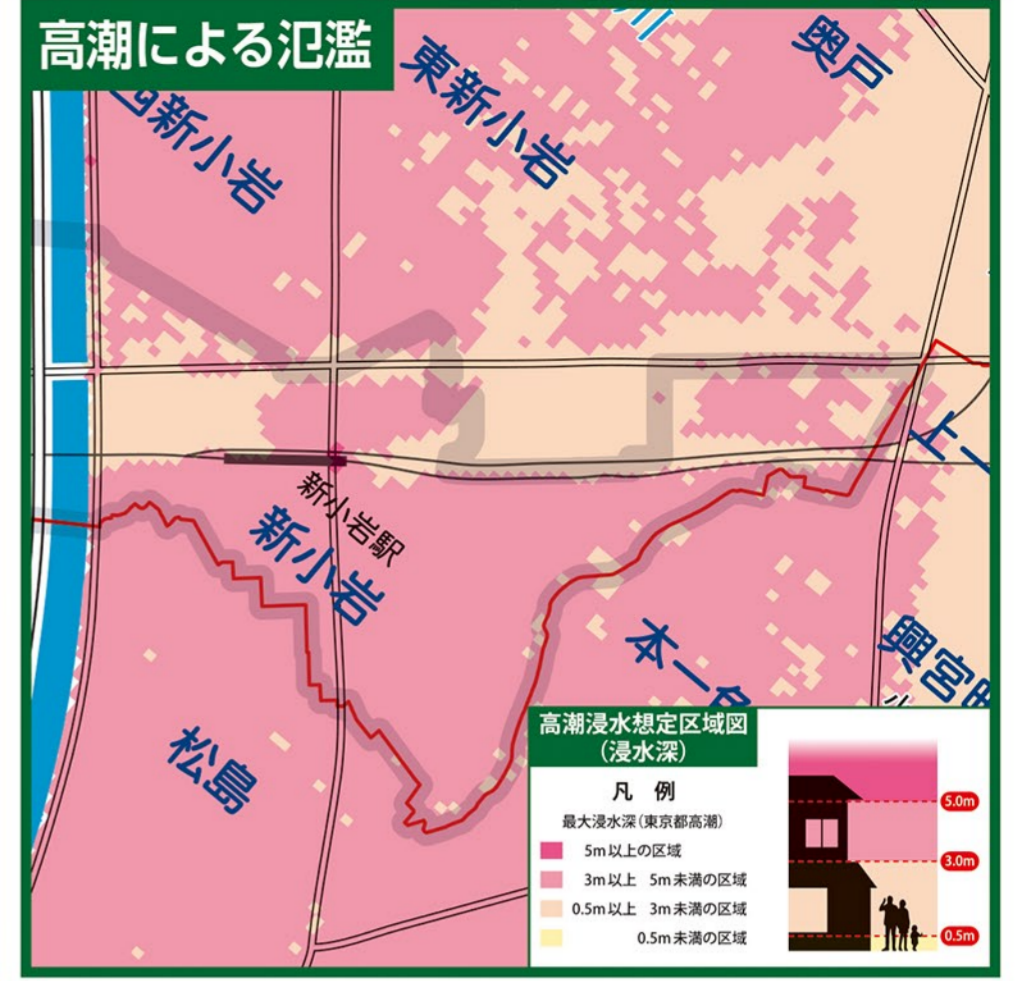 高潮による氾濫
川
奥戸
東新小岩
西新小岩
上一
新小岩駅
新小岩
本一色
興宮町
小
松島
高潮浸水想定区域図
(浸水深)
凡 例
最大浸水深(東京都高潮)
5m以上の区域
3m以上 5m未満の区域
0.5m以上 3m未満の区域
0.5m未満の区域
5.0m
3.0m
0.5m